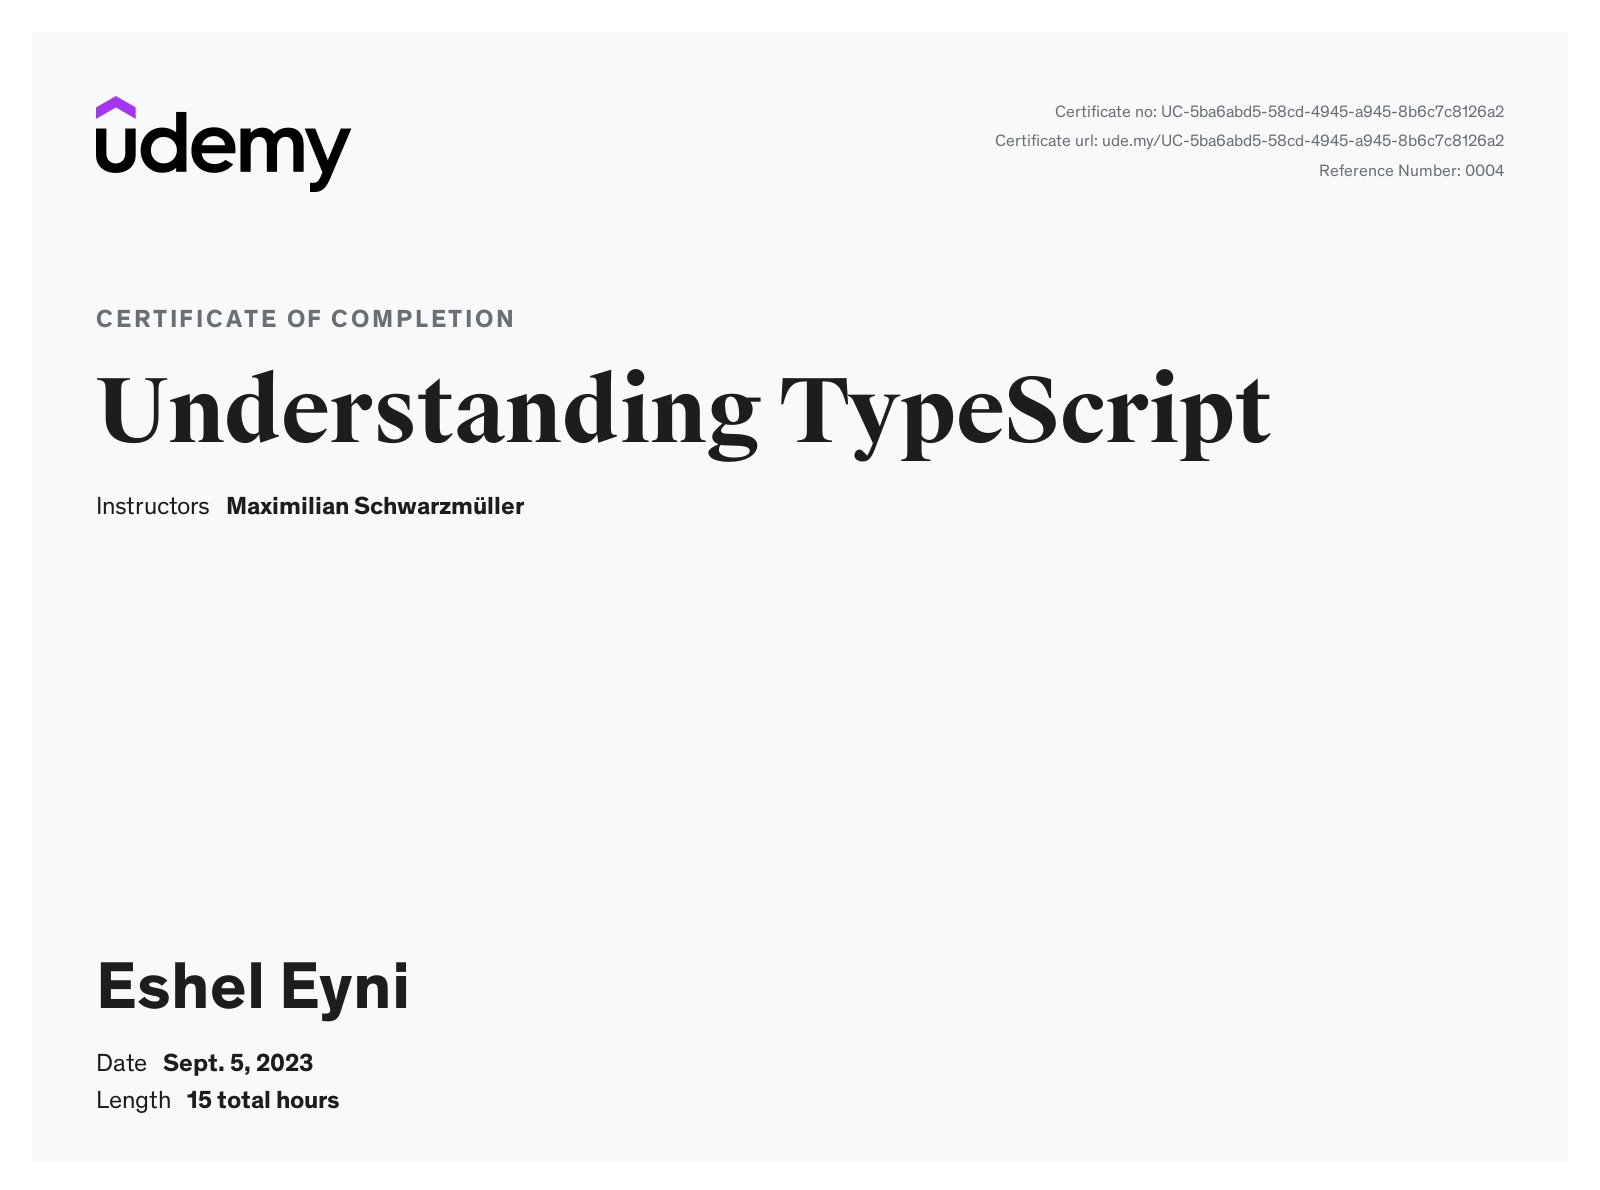 udemy
Certificate no: UC-5ba6abd5-58cd-4945-a945-8b6c7c8126a2
Certificate url: ude.my/UC-5ba6abd5-58cd-4945-a945-8b6c7c8126a2
Reference Number: 0004
CERTIFICATE OF COMPLETION
Understanding TypeScript
Instructors Maximilian Schwarzmüller
Eshel Eyni
Date Sept. 5, 2023
Length 15 total hours